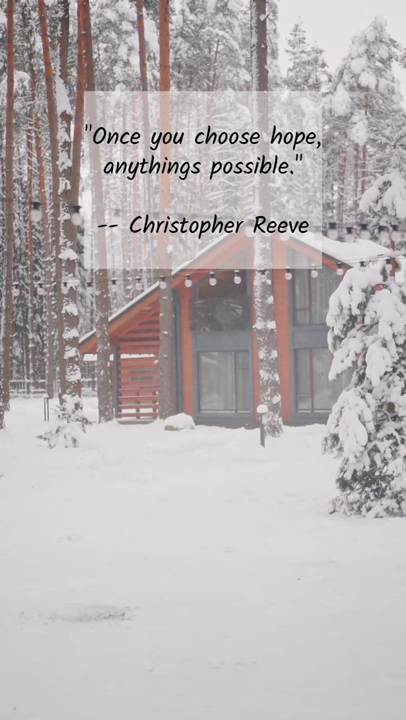 "Once you choose hope,
anythings possible."
-- Christopher Reeve